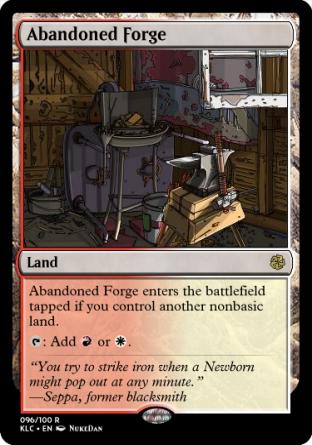 Abandoned Forge
Land
Abandoned Forge enters the battlefield
tapped if you control another nonbasic
land.
: Add or .
“You try to strike iron when a Newborn
might pop out at any minute.”
—Seppa, former blacksmith
096/100 R
KLC • EN NukeDan